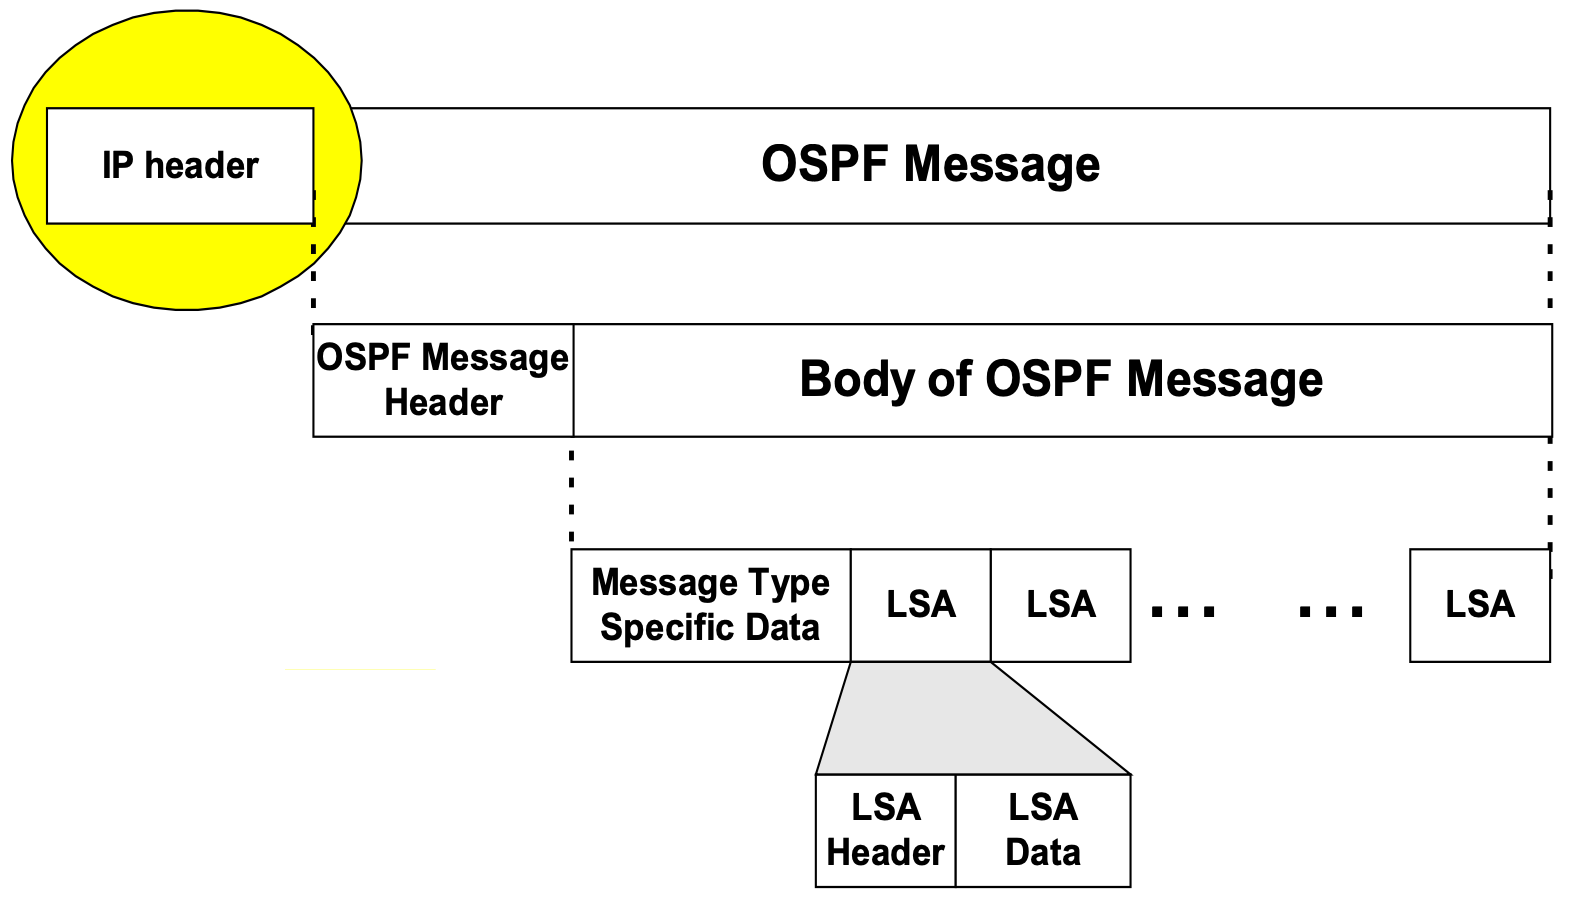 IP header
OSPF Message
OSPF Message
Header
Body of OSPF Message
Message Type
Specific Data
LSA
LSA
... ...
LSA
LSA
Header
LSA
Data